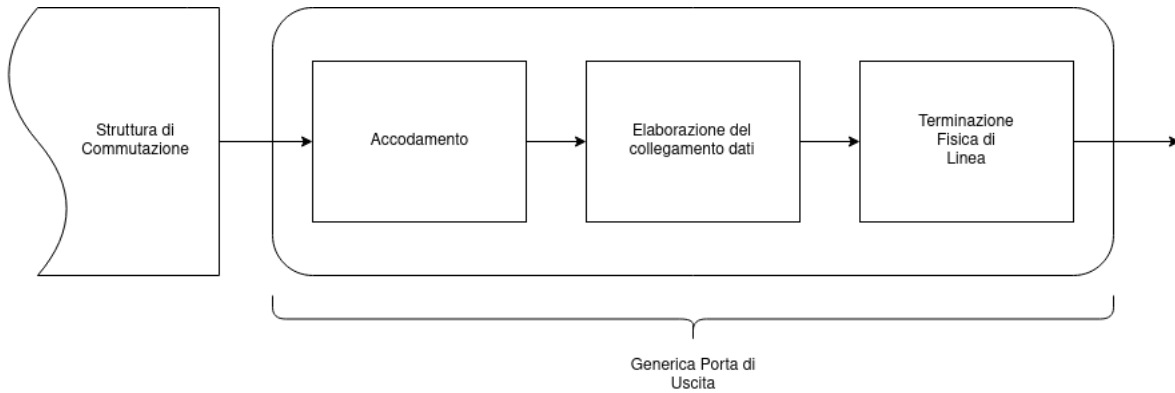 Struttura di
Commutazione
Accodamento
Elaborazione del
collegamento dati
Terminazione
Fisica di
Linea
Generica Porta di
Uscita